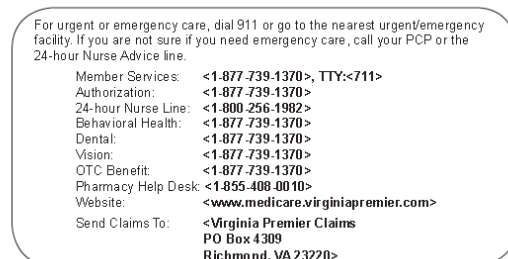 For urgent or emergency care, dial 911 or go to the nearest urgent/emergency
facility. If you are not sure if you need emergency care, call your PCP or the
24-hour Nurse Advice line.
Member Services: <1-877-739-1370>, TTY:<711>
Authorization: <1-877-739-1370>
24-hour Nurse Line: <1-800-256-1982>
Behavioral Health: <1-877-739-1370>
Dental: <1-877-739-1370>
Vision: <1-877-739-1370>
OTC Benefit: <1-877-739-1370>
Pharmacy Help Desk: <1-855-408-0010>
Website: <www.medicare.virginiapremier.com>
Send Claims To: <Virginia Premier Claims
PO Box 4309
Richmond, VA 23220>